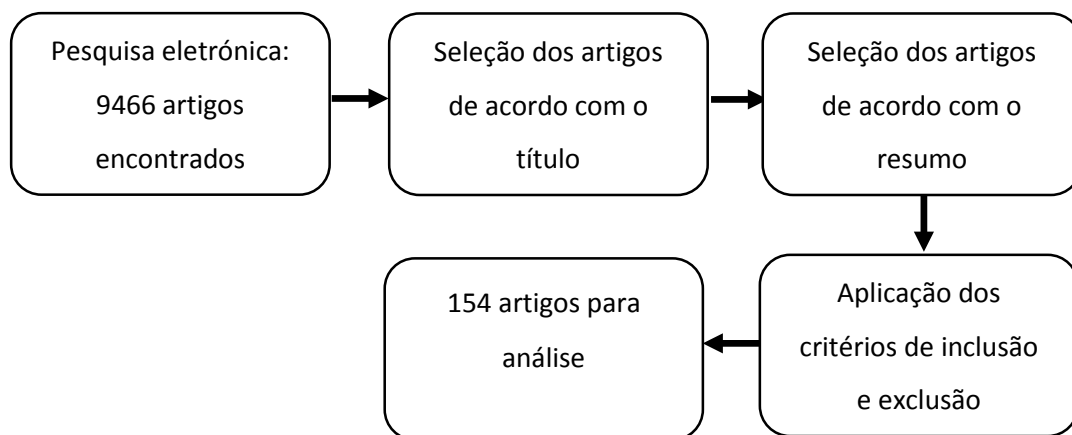 Pesquisa eletrónica:
9466 artigos
encontrados
Seleção dos artigos
de acordo com o
título
Seleção dos artigos
de acordo com o
resumo
Aplicação dos
critérios de inclusão
e exclusão
154 artigos para
análise